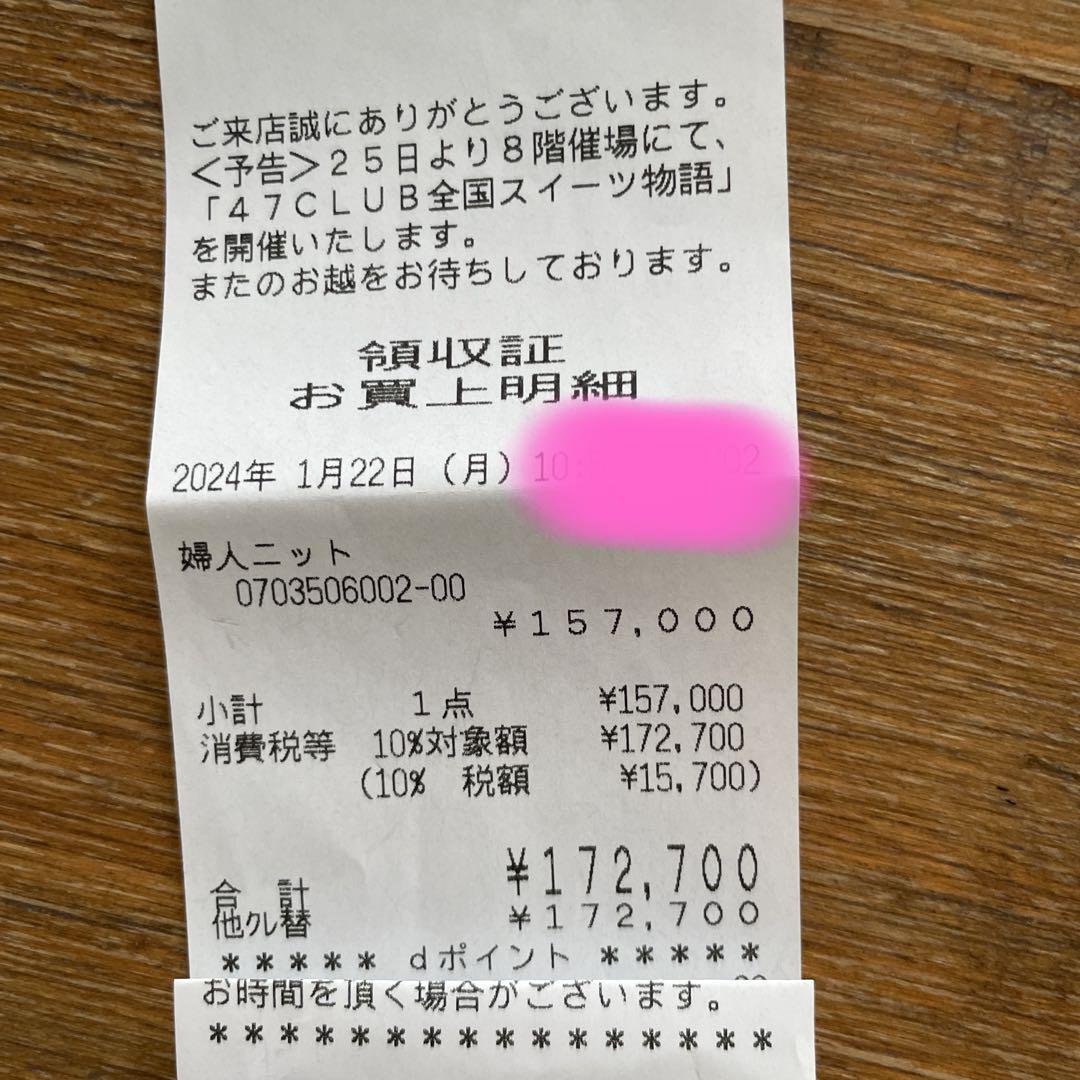 ご来店誠にありがとうございます。
<予告>25日より8階催場にて、
「47CLUB全国スイーツ物語」
を開催いたします。
またのお越をお待ちしております。
領収証
お買上明細
2024年 1月22日（月）10: 02
婦人ニット
0703506002-00
¥157,000
小計 1点 ¥157,000
消費税等 10%対象額 ¥172,700
(10% 税額 ¥15,700)
合計 ¥172,700
他クレ替 ¥172,700
＊＊＊＊＊ dポイント ＊＊＊＊＊
お時間を頂く場合がございます。
＊＊＊＊＊＊＊＊＊＊＊＊＊＊＊＊